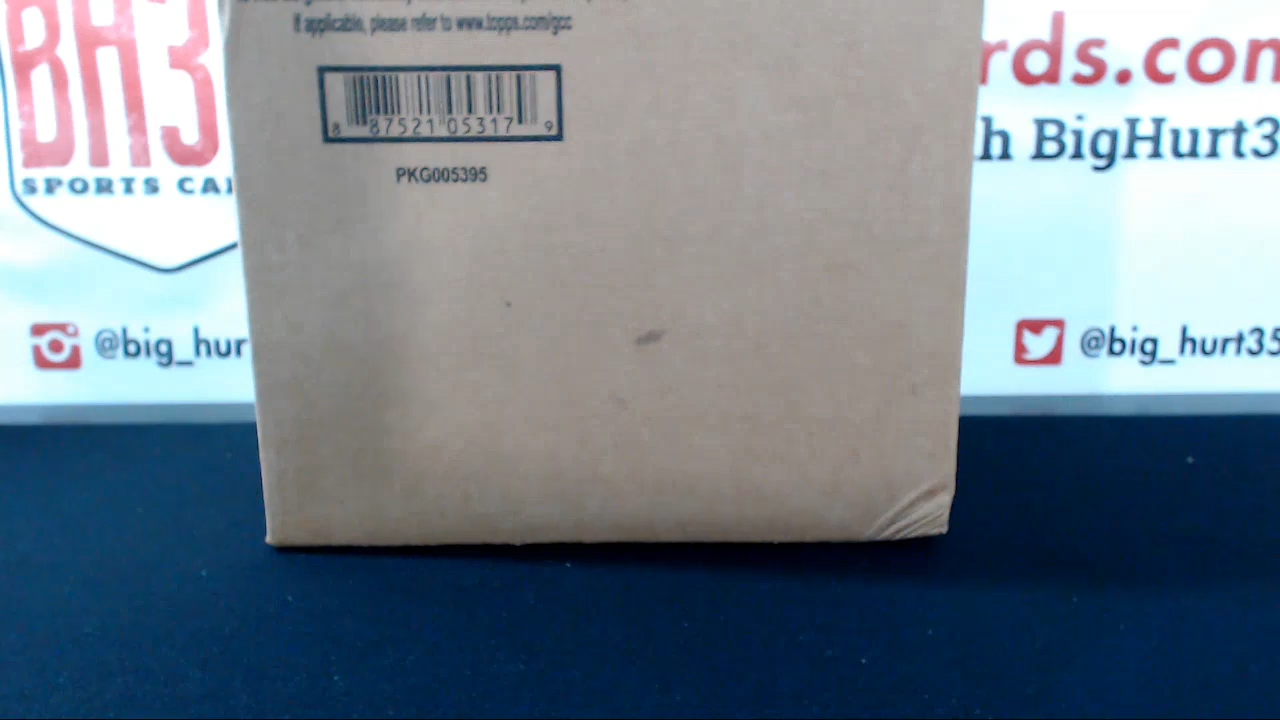 If applicable, please refer to www.topps.com/gcc
8 87521 05317 9
PKG005395
BH3
SPORTS CA
@big_hur
rds.com
h BigHurt3
@big_hurt35